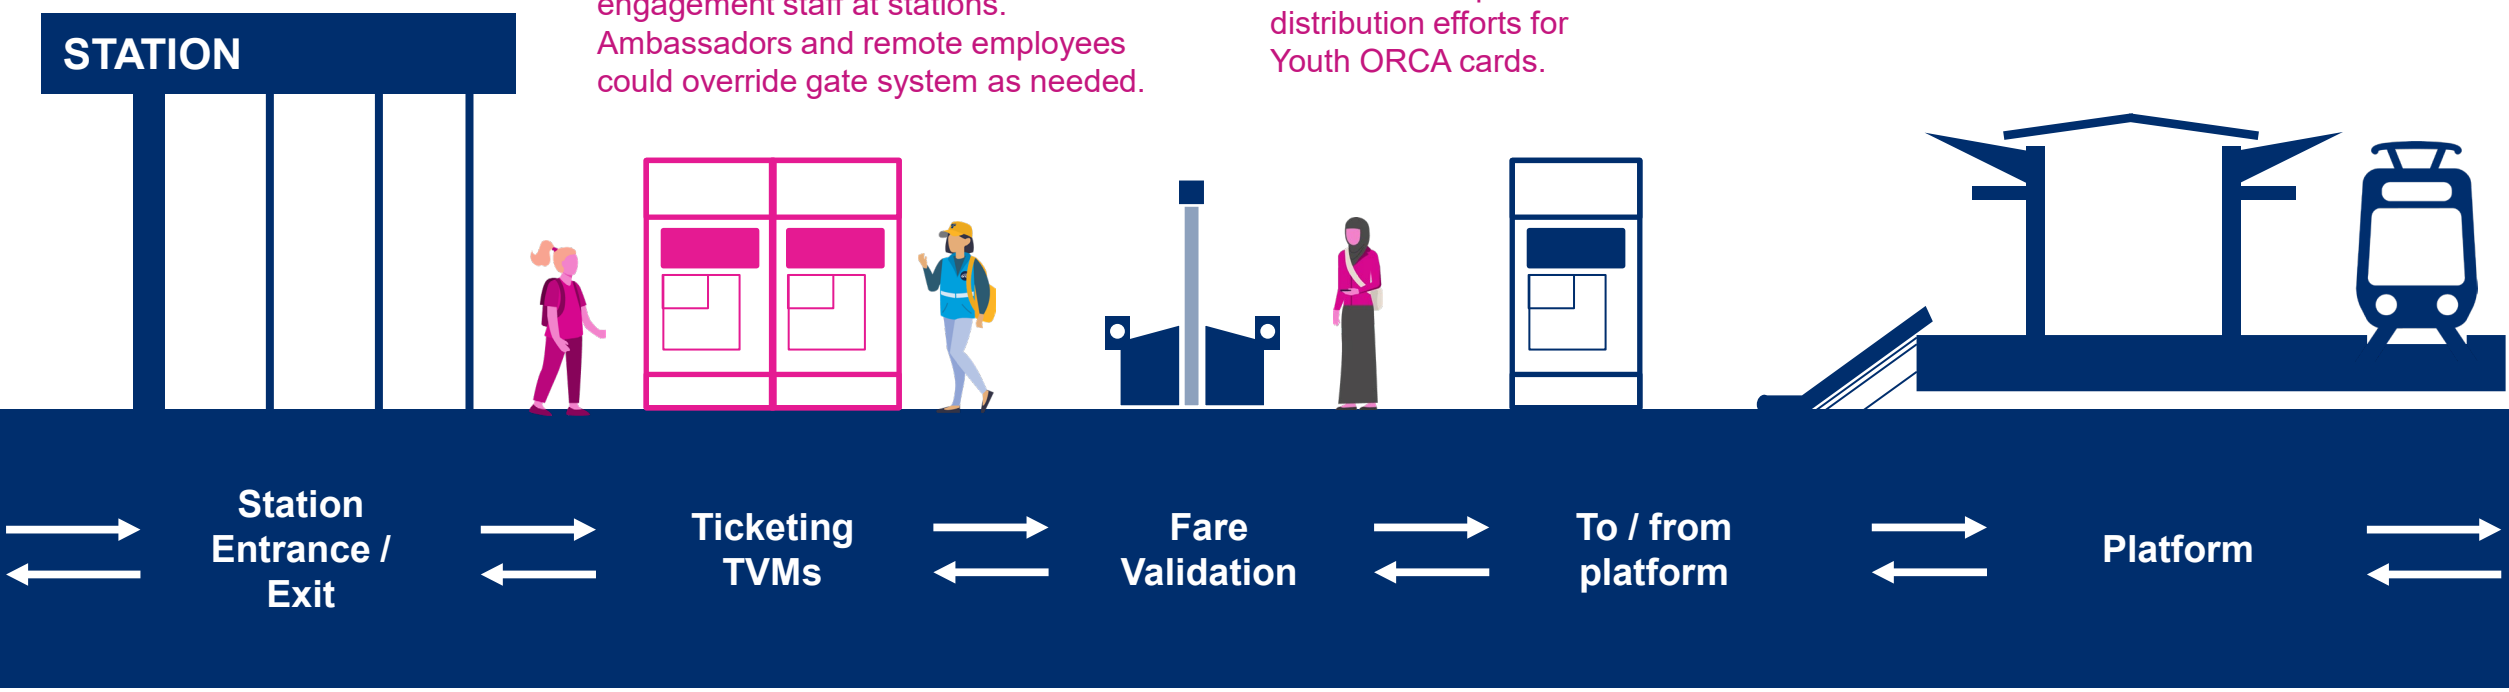 engagement staff at stations.
Ambassadors and remote employees
could override gate system as needed.
distribution efforts for
Youth ORCA cards.
STATION
Station
Entrance /
Exit
Ticketing
TVMs
Fare
Validation
To / from
platform
Platform